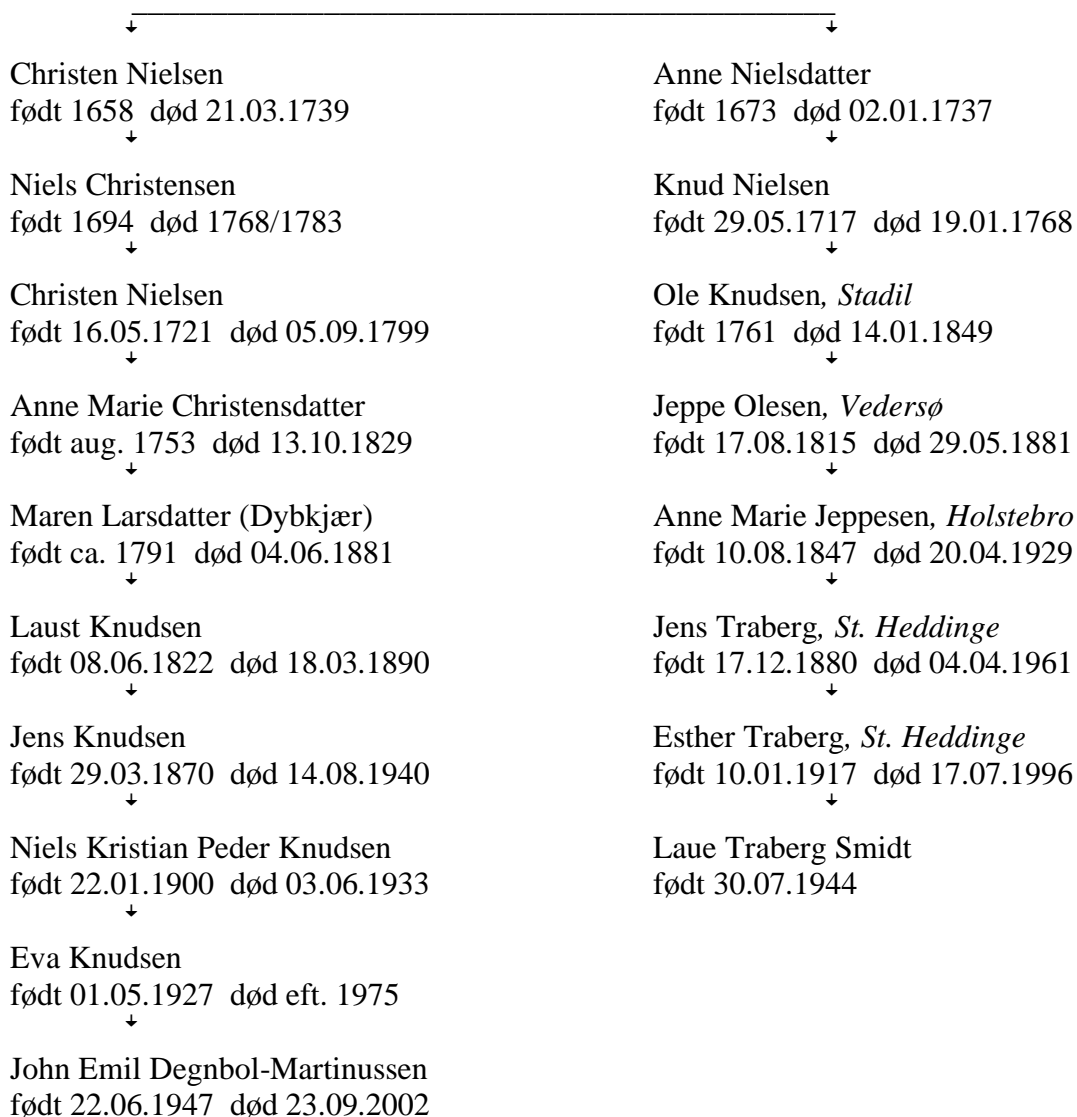 Christen Nielsen
født 1658 død 21.03.1739
Niels Christensen
født 1694 død 1768/1783
Christen Nielsen
født 16.05.1721 død 05.09.1799
Anne Marie Christensdatter
født aug. 1753 død 13.10.1829
Maren Larsdatter (Dybkjær)
født ca. 1791 død 04.06.1881
Laust Knudsen
født 08.06.1822 død 18.03.1890
Jens Knudsen
født 29.03.1870 død 14.08.1940
Niels Kristian Peder Knudsen
født 22.01.1900 død 03.06.1933
Eva Knudsen
født 01.05.1927 død eft. 1975
John Emil Degnbol-Martinussen
født 22.06.1947 død 23.09.2002
Anne Nielsdatter
født 1673 død 02.01.1737
Knud Nielsen
født 29.05.1717 død 19.01.1768
Ole Knudsen, Stadil
født 1761 død 14.01.1849
Jeppe Olesen, Vedersø
født 17.08.1815 død 29.05.1881
Anne Marie Jeppesen, Holstebro
født 10.08.1847 død 20.04.1929
Jens Traberg, St. Heddinge
født 17.12.1880 død 04.04.1961
Esther Traberg, St. Heddinge
født 10.01.1917 død 17.07.1996
Laue Traberg Smidt
født 30.07.1944